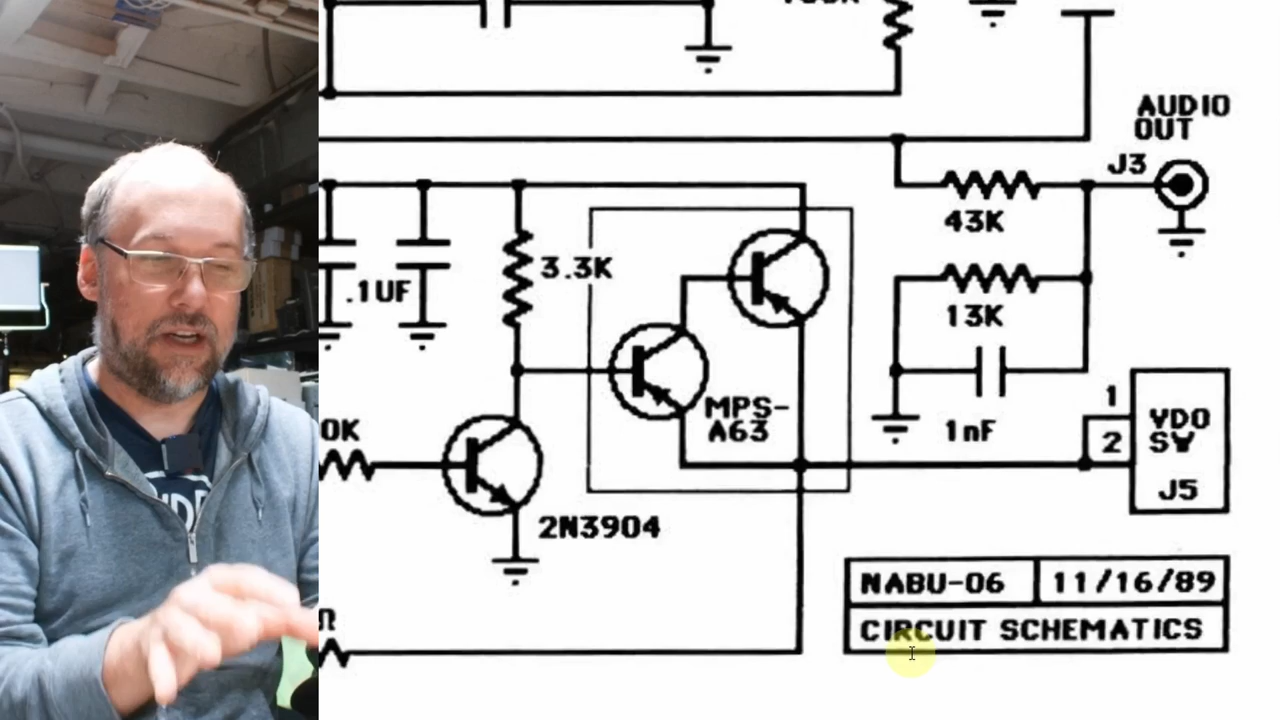 AUDIO
OUT
J3
43K
3.3K
.1UF
13K
1
MPS-
A63
VDO
2
SW
0K
1nF
J5
2N3904
NABU-06
11/16/89
CIRCUIT SCHEMATICS